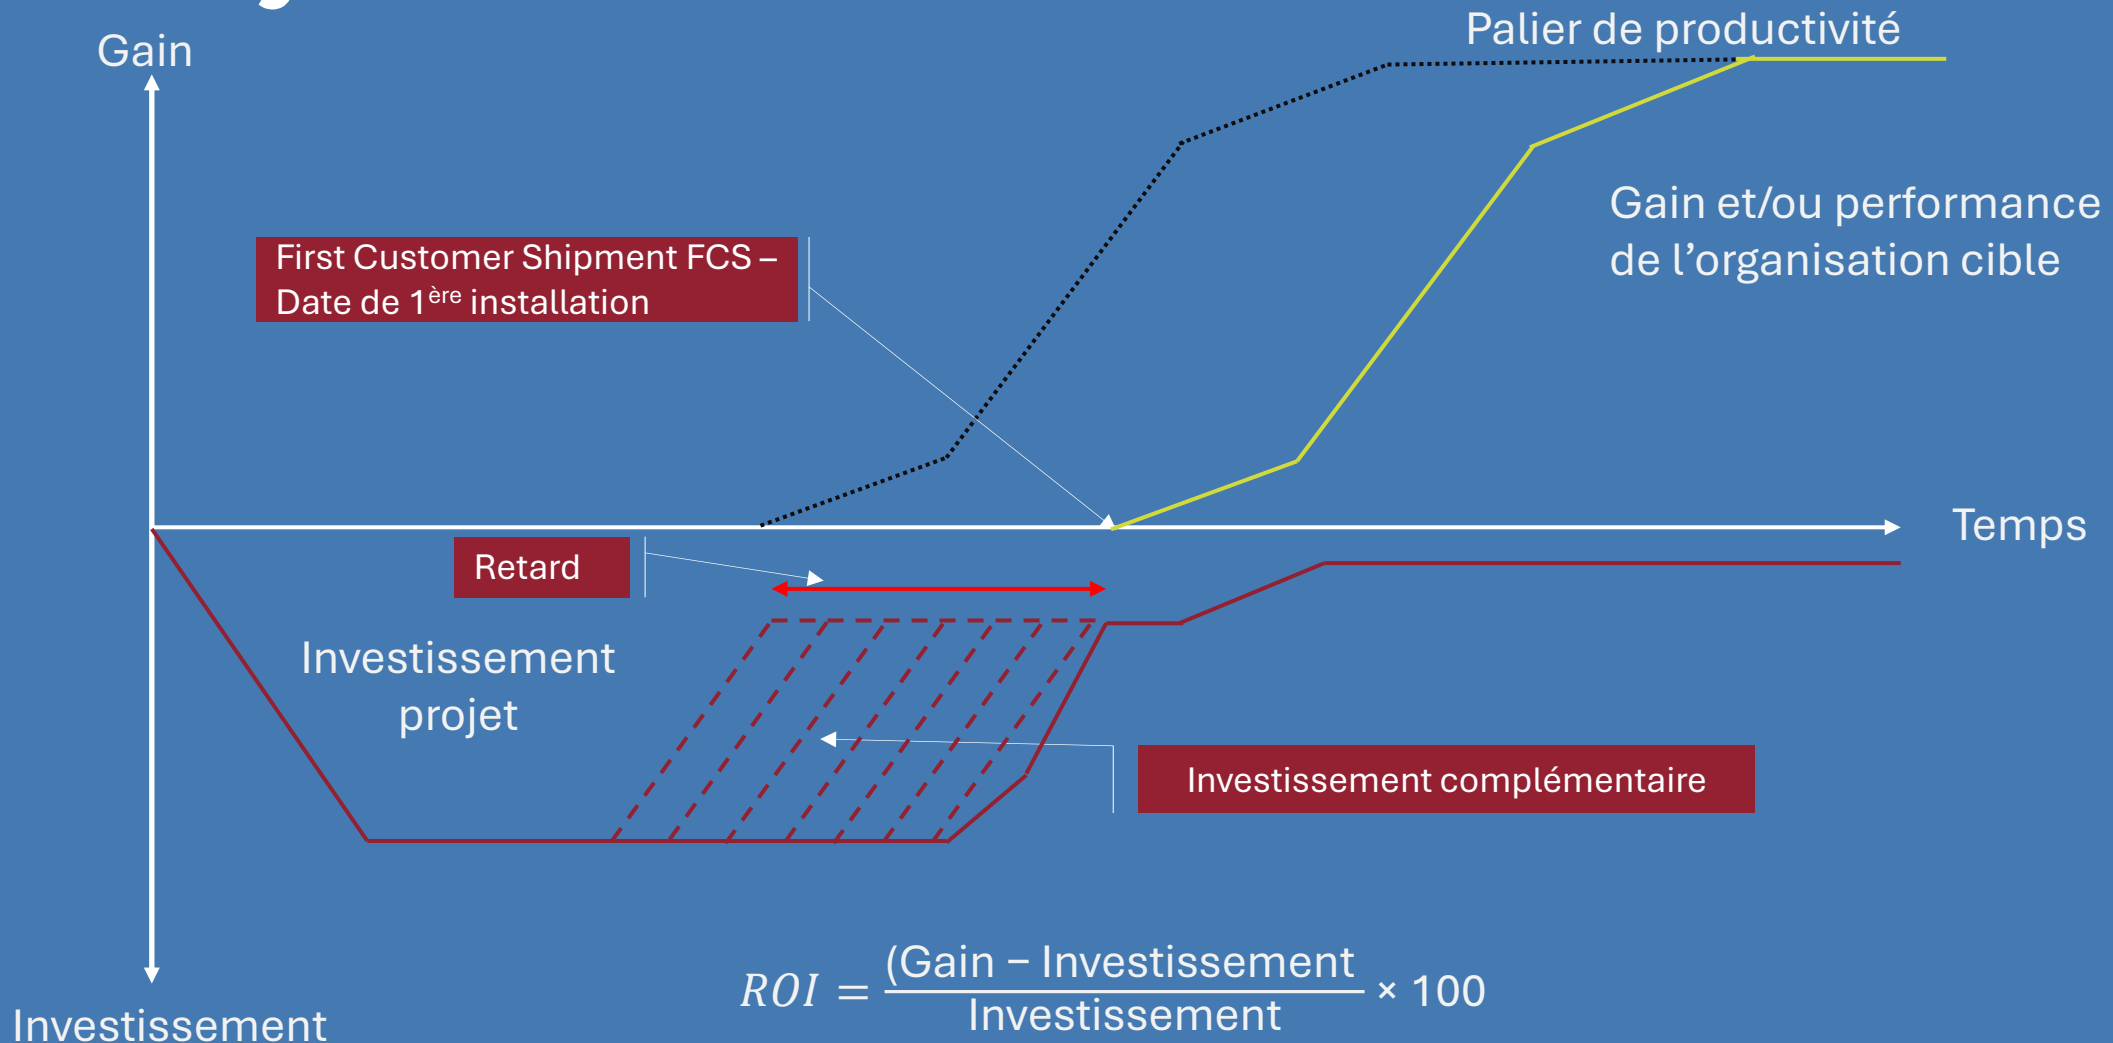 Palier de productivité
Gain
Gain et/ou performance
de l’organisation cible
First Customer Shipment FCS –
Date de 1ère installation
Temps
Retard
Investissement
projet
Investissement complémentaire
ROI = (Gain − Investissement
Investissement × 100
Investissement